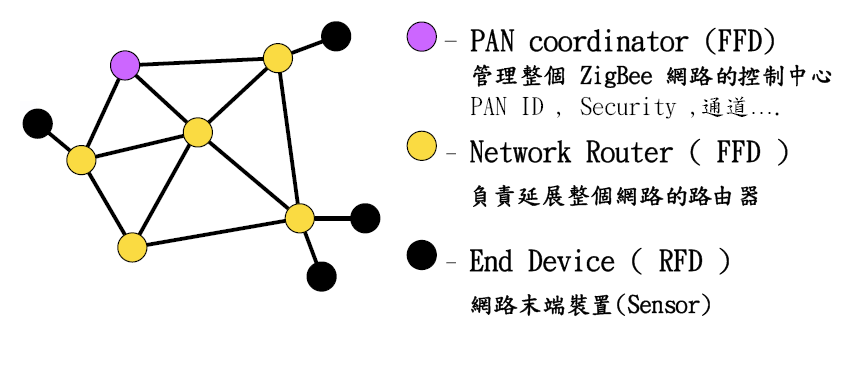 – PAN coordinator (FFD)
管理整個 ZigBee 網路的控制中心
PAN ID , Security ,通道….
– Network Router ( FFD )
負責延展整個網路的路由器
– End Device ( RFD )
網路末端裝置(Sensor)